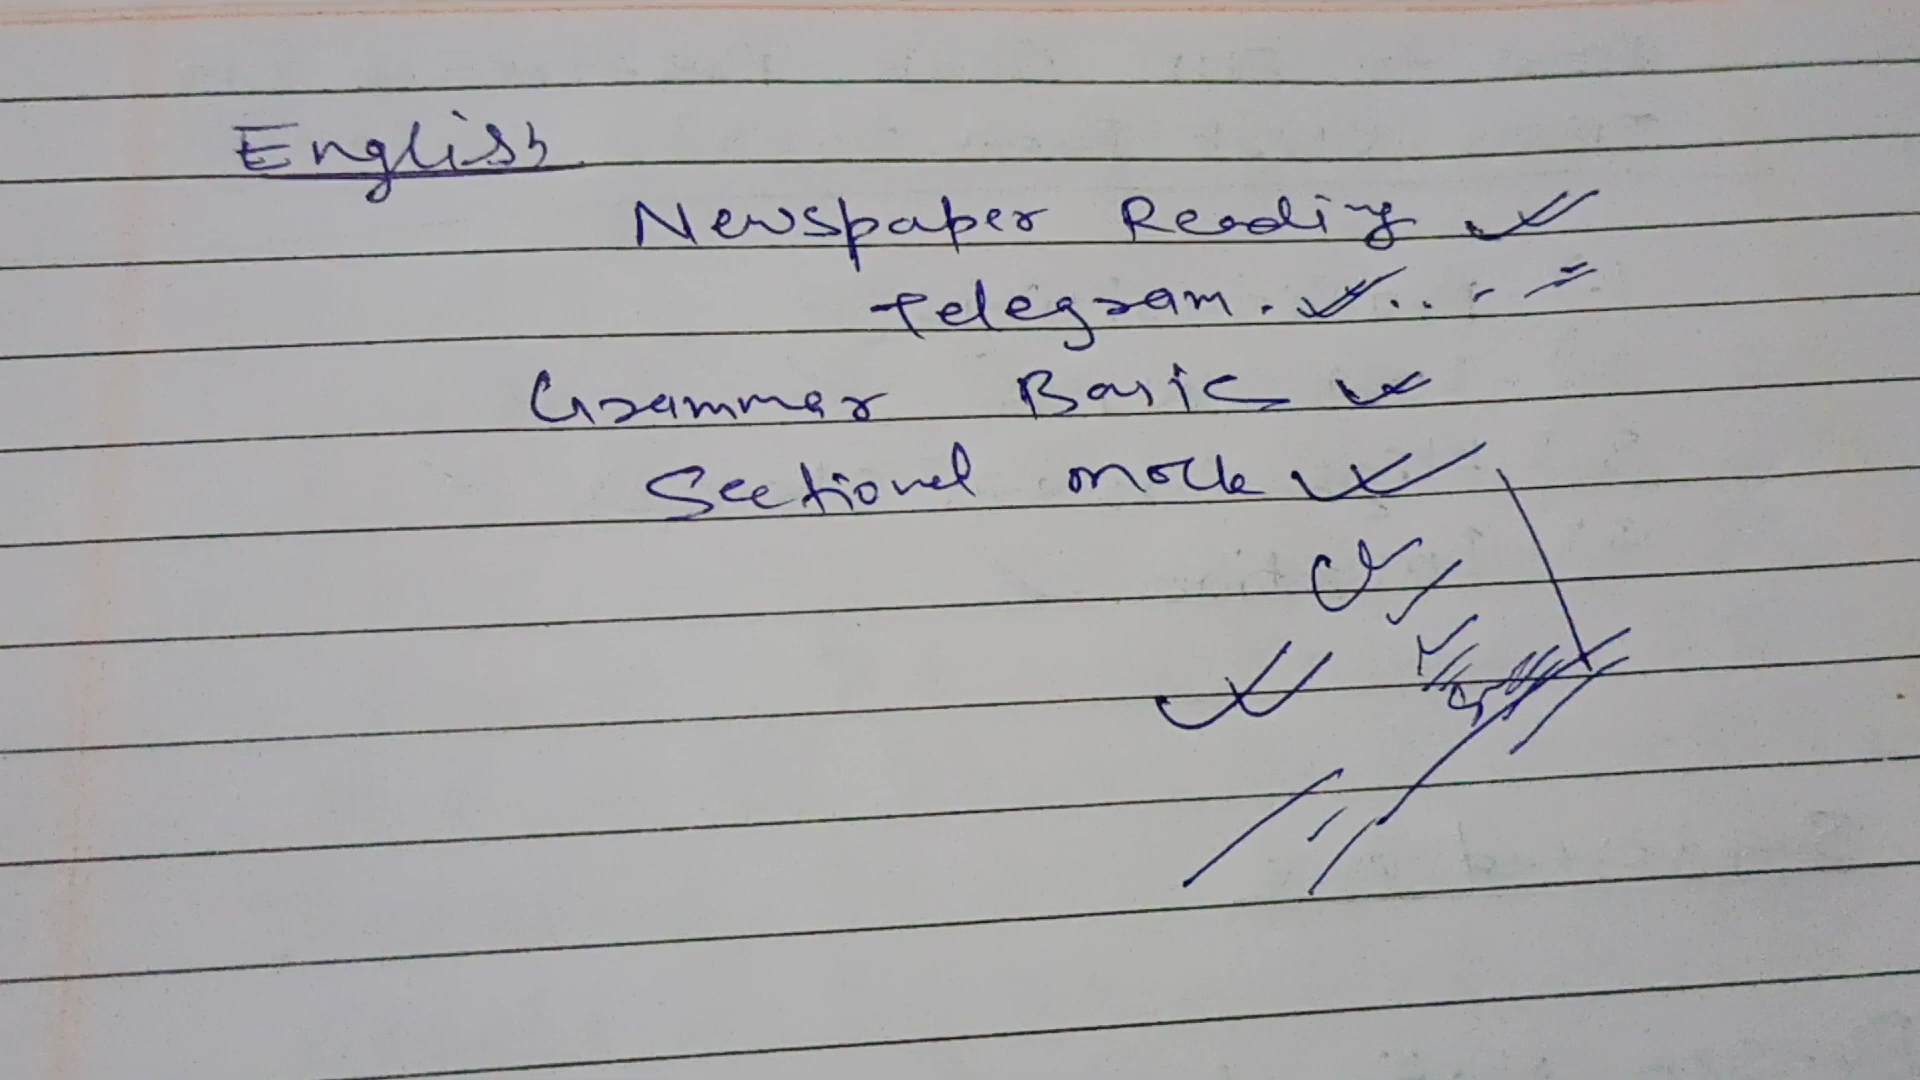 English
Newspaper Reading
Telegram.
Grammar Basic
Sectional mock